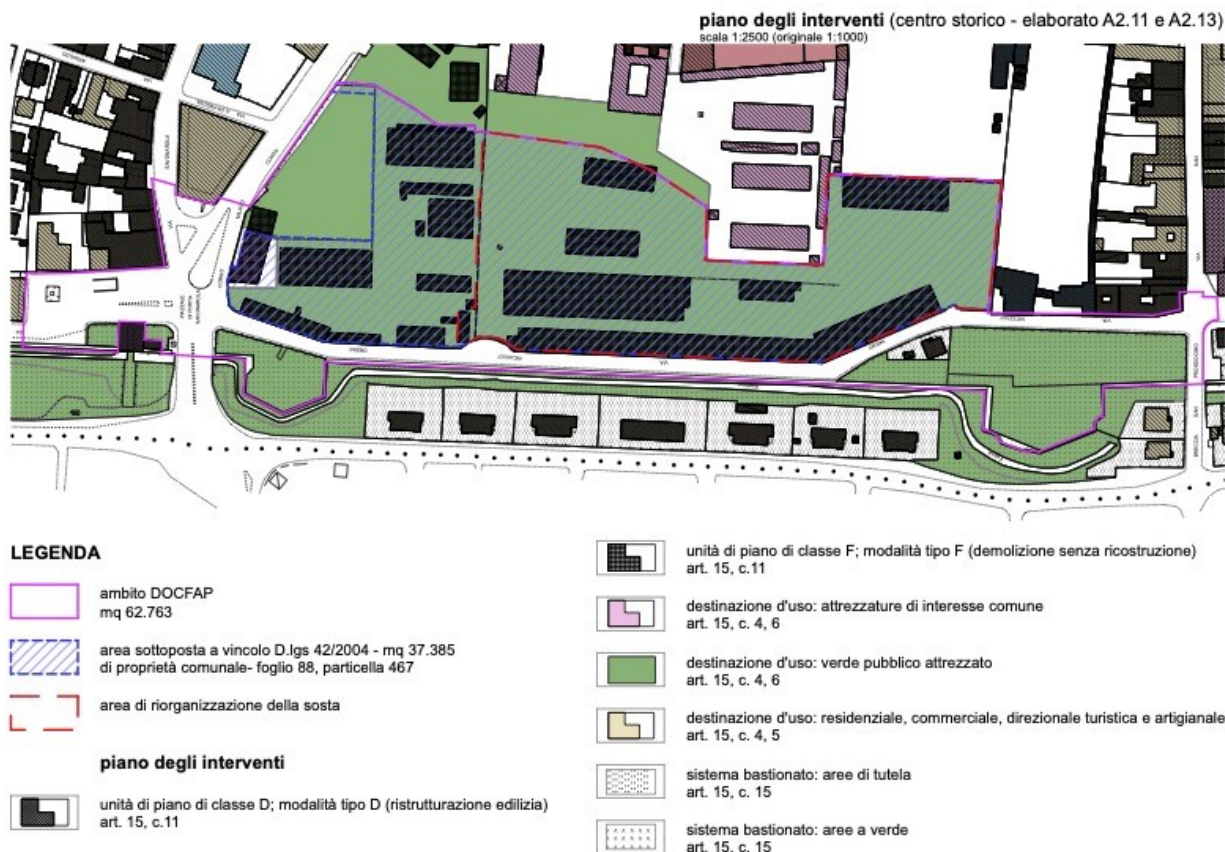 piano degli interventi (centro storico - elaborato A2.11 e A2.13)
scala 1:2500 (originale 1:1000)
LEGENDA
ambito DOCFAP
mq 62.763
area sottoposta a vincolo D.lgs 42/2004 - mq 37.385
di proprietà comunale- foglio 88, particella 467
area di riorganizzazione della sosta
piano degli interventi
unità di piano di classe D; modalità tipo D (ristrutturazione edilizia)
art. 15, c.11
unità di piano di classe F; modalità tipo F (demolizione senza ricostruzione)
art. 15, c.11
destinazione d'uso: attrezzature di interesse comune
art. 15, c. 4, 6
destinazione d'uso: verde pubblico attrezzato
art. 15, c. 4, 6
destinazione d'uso: residenziale, commerciale, direzionale turistica e artigianale
art. 15, c. 4, 5
sistema bastionato: aree di tutela
art. 15, c. 15
sistema bastionato: aree a verde
art. 15, c. 15